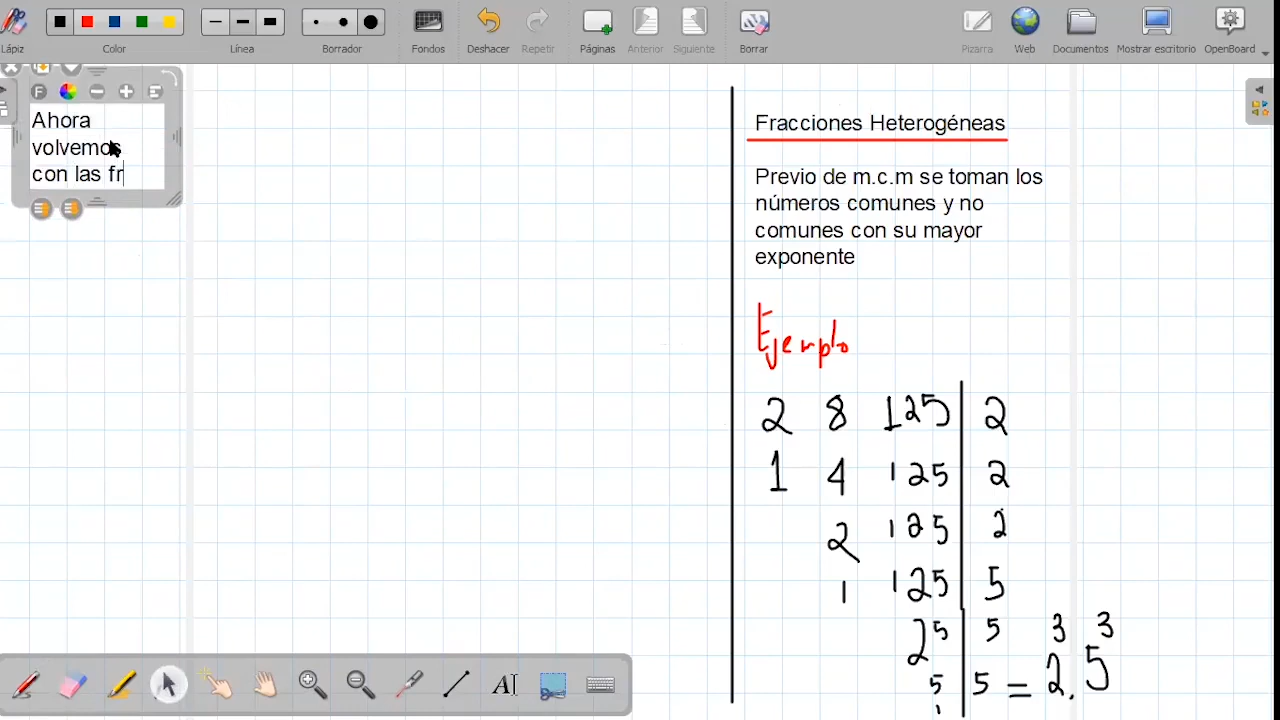 Lápiz Color Línea Borrador Fondos Deshacer Repetir Páginas Anterior Siguiente Borrar Pizarra Web Documentos Mostrar escritorio OpenBoard
Ahora
volvemos
con las fr
Fracciones Heterogéneas
Previo de m.c.m se toman los
números comunes y no
comunes con su mayor
exponente
Ejemplo
2 8 125 | 2
1 4 125 | 2
2 125 | 2
1 125 | 5
25 | 5
5 | 5 = 2³ . 5³
1